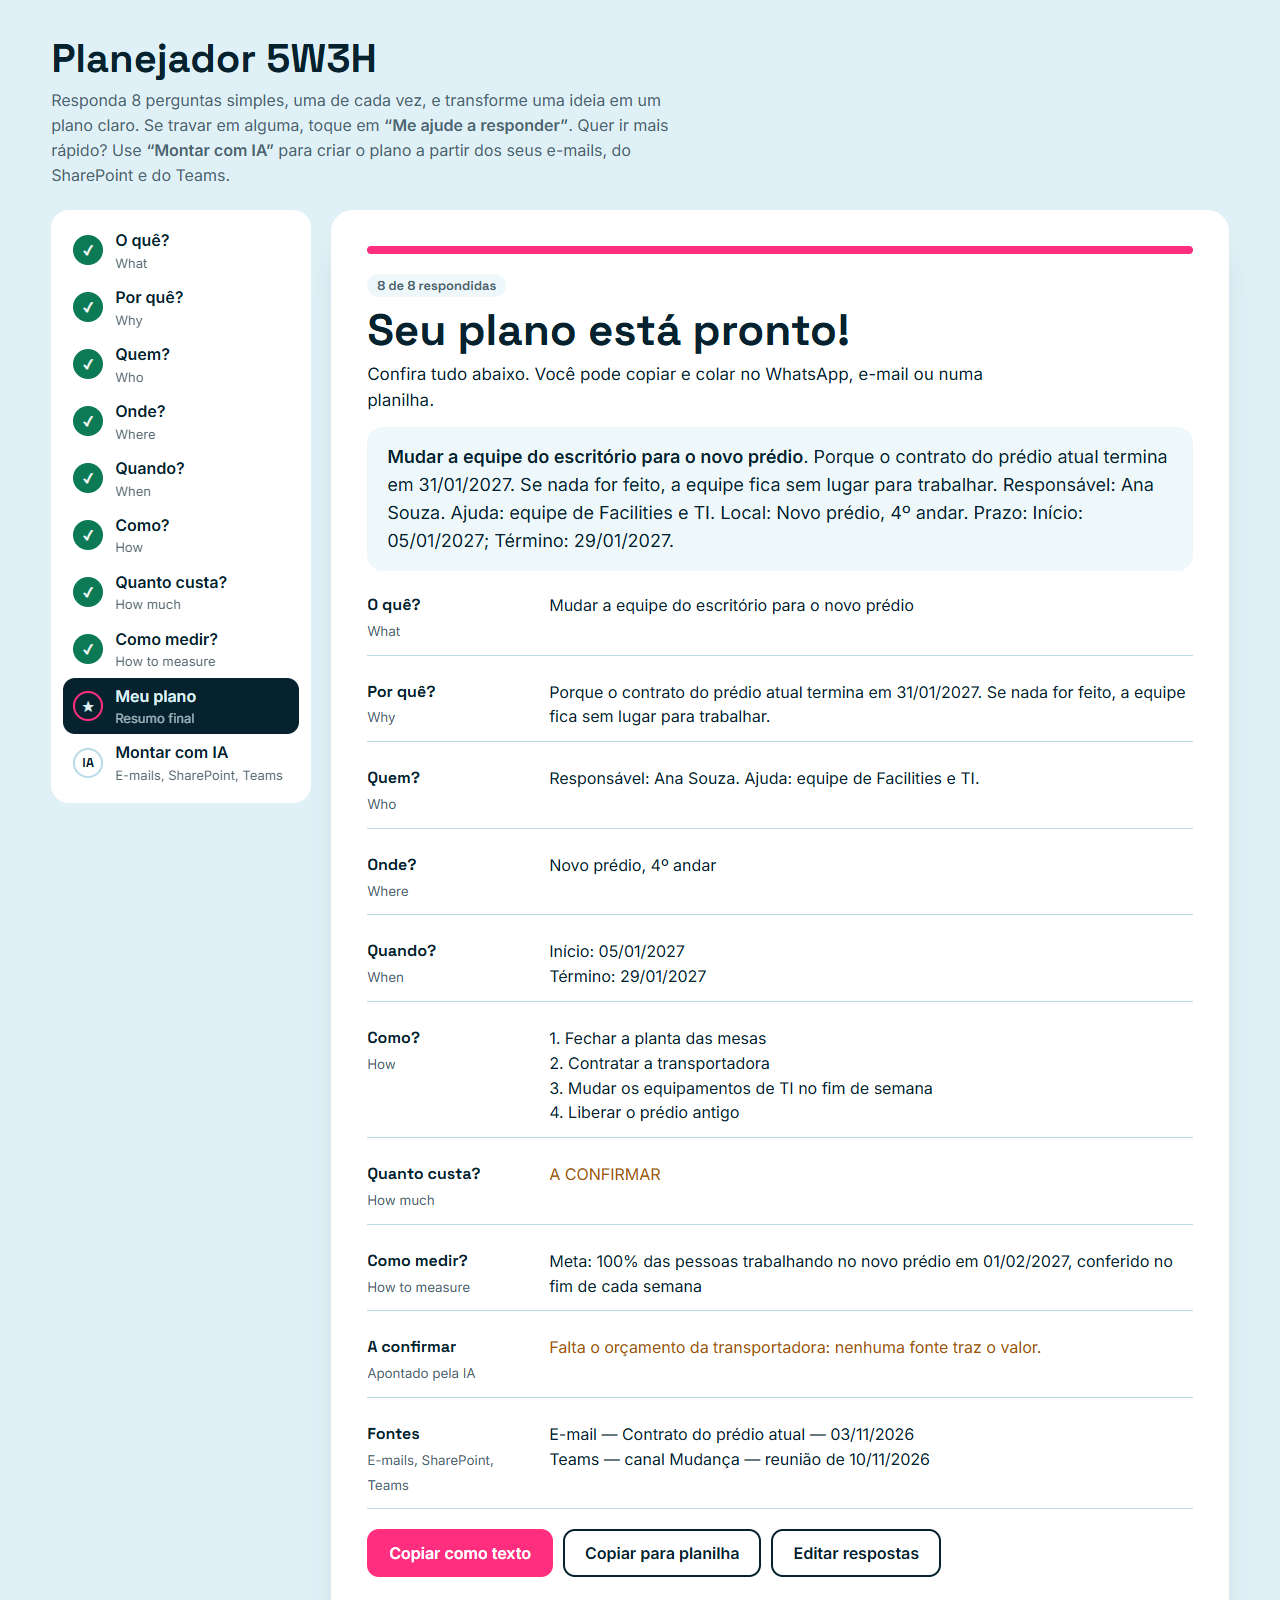 Planejador 5W3H
Responda 8 perguntas simples, uma de cada vez, e transforme uma ideia em um
plano claro. Se travar em alguma, toque em “Me ajude a responder”. Quer ir mais
rápido? Use “Montar com IA” para criar o plano a partir dos seus e-mails, do
SharePoint e do Teams.
✓
O quê?
What
✓
Por quê?
Why
✓
Quem?
Who
✓
Onde?
Where
✓
Quando?
When
✓
Como?
How
✓
Quanto custa?
How much
✓
Como medir?
How to measure
★
Meu plano
Resumo final
IA
Montar com IA
E-mails, SharePoint, Teams
8 de 8 respondidas
Seu plano está pronto!
Confira tudo abaixo. Você pode copiar e colar no WhatsApp, e-mail ou numa
planilha.
Mudar a equipe do escritório para o novo prédio. Porque o contrato do prédio atual termina
em 31/01/2027. Se nada for feito, a equipe fica sem lugar para trabalhar. Responsável: Ana
Souza. Ajuda: equipe de Facilities e TI. Local: Novo prédio, 4º andar. Prazo: Início:
05/01/2027; Término: 29/01/2027.
O quê?
What
Mudar a equipe do escritório para o novo prédio
Por quê?
Why
Porque o contrato do prédio atual termina em 31/01/2027. Se nada for feito, a equipe
fica sem lugar para trabalhar.
Quem?
Who
Responsável: Ana Souza. Ajuda: equipe de Facilities e TI.
Onde?
Where
Novo prédio, 4º andar
Quando?
When
Início: 05/01/2027
Término: 29/01/2027
Como?
How
1. Fechar a planta das mesas
2. Contratar a transportadora
3. Mudar os equipamentos de TI no fim de semana
4. Liberar o prédio antigo
Quanto custa?
How much
A CONFIRMAR
Como medir?
How to measure
Meta: 100% das pessoas trabalhando no novo prédio em 01/02/2027, conferido no
fim de cada semana
A confirmar
Apontado pela IA
Falta o orçamento da transportadora: nenhuma fonte traz o valor.
Fontes
E-mails, SharePoint,
Teams
E-mail — Contrato do prédio atual — 03/11/2026
Teams — canal Mudança — reunião de 10/11/2026
Copiar como texto
Copiar para planilha
Editar respostas